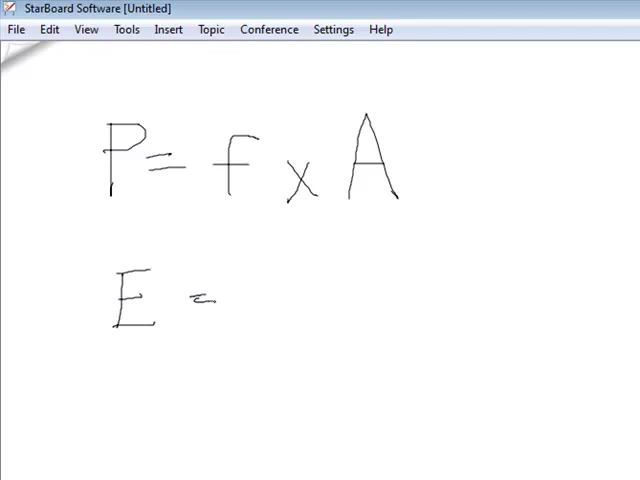 StarBoard Software [Untitled]
File Edit View Tools Insert Topic Conference Settings Help
P = f x A
E =